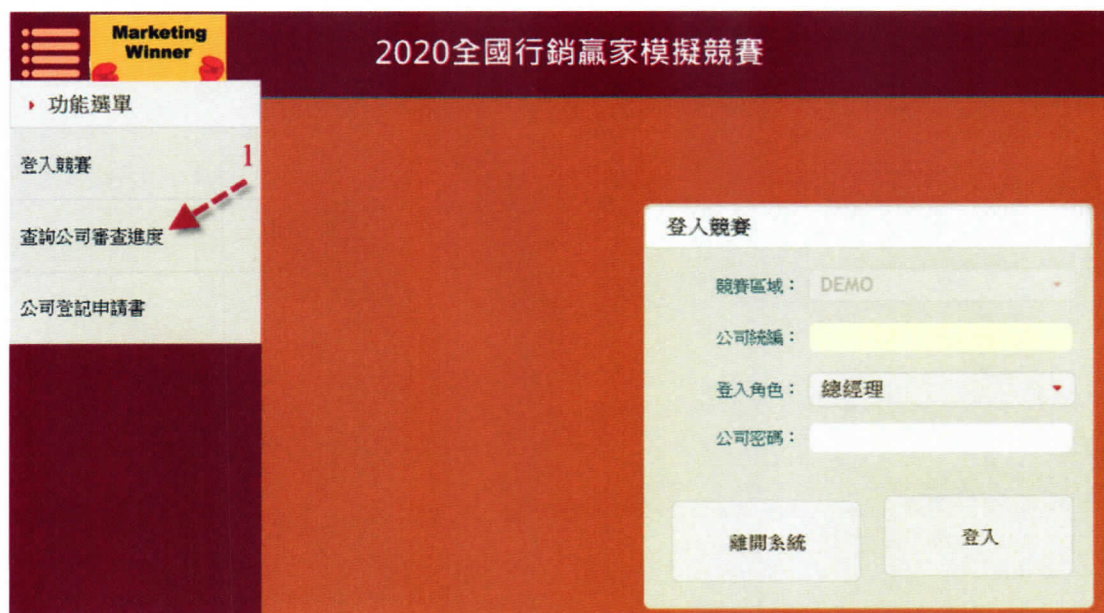 Marketing
Winner
2020全國行銷贏家模擬競賽
功能選單
登入競賽
1
查詢公司審查進度
公司登記申請書
登入競賽
競賽區域：DEMO
公司統編：
登入角色：總經理
公司密碼：
離開系統
登入